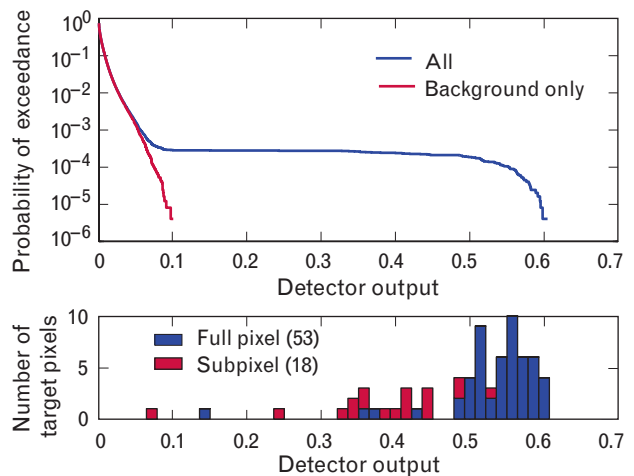 Probability of exceedance
10^0
10^−1
10^−2
10^−3
10^−4
10^−5
10^−6
All
Background only
0 0.1 0.2 0.3 0.4 0.5 0.6 0.7
Detector output
Number of
target pixels
10
5
0
Full pixel (53)
Subpixel (18)
0 0.1 0.2 0.3 0.4 0.5 0.6 0.7
Detector output